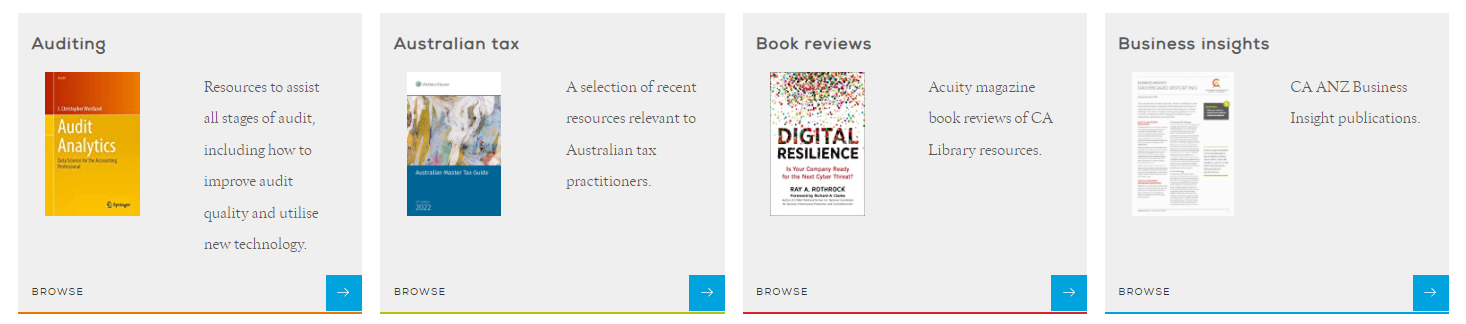 Auditing
J. Christopher Westland
Audit
Analytics
Data Science for the Accounting
Professional
Springer
Resources to assist
all stages of audit,
including how to
improve audit
quality and utilise
new technology.
BROWSE
Australian tax
Wolters Kluwer
Australian Master Tax Guide
2022
A selection of recent
resources relevant to
Australian tax
practitioners.
BROWSE
Book reviews
DIGITAL
RESILIENCE
Is Your Company Ready
for the Next Cyber Threat?
RAY A. ROTHROCK
Foreword by Richard A. Clarke
Acuity magazine
book reviews of CA
Library resources.
BROWSE
Business insights
DASHBOARD REPORTING
CA ANZ Business
Insight publications.
BROWSE